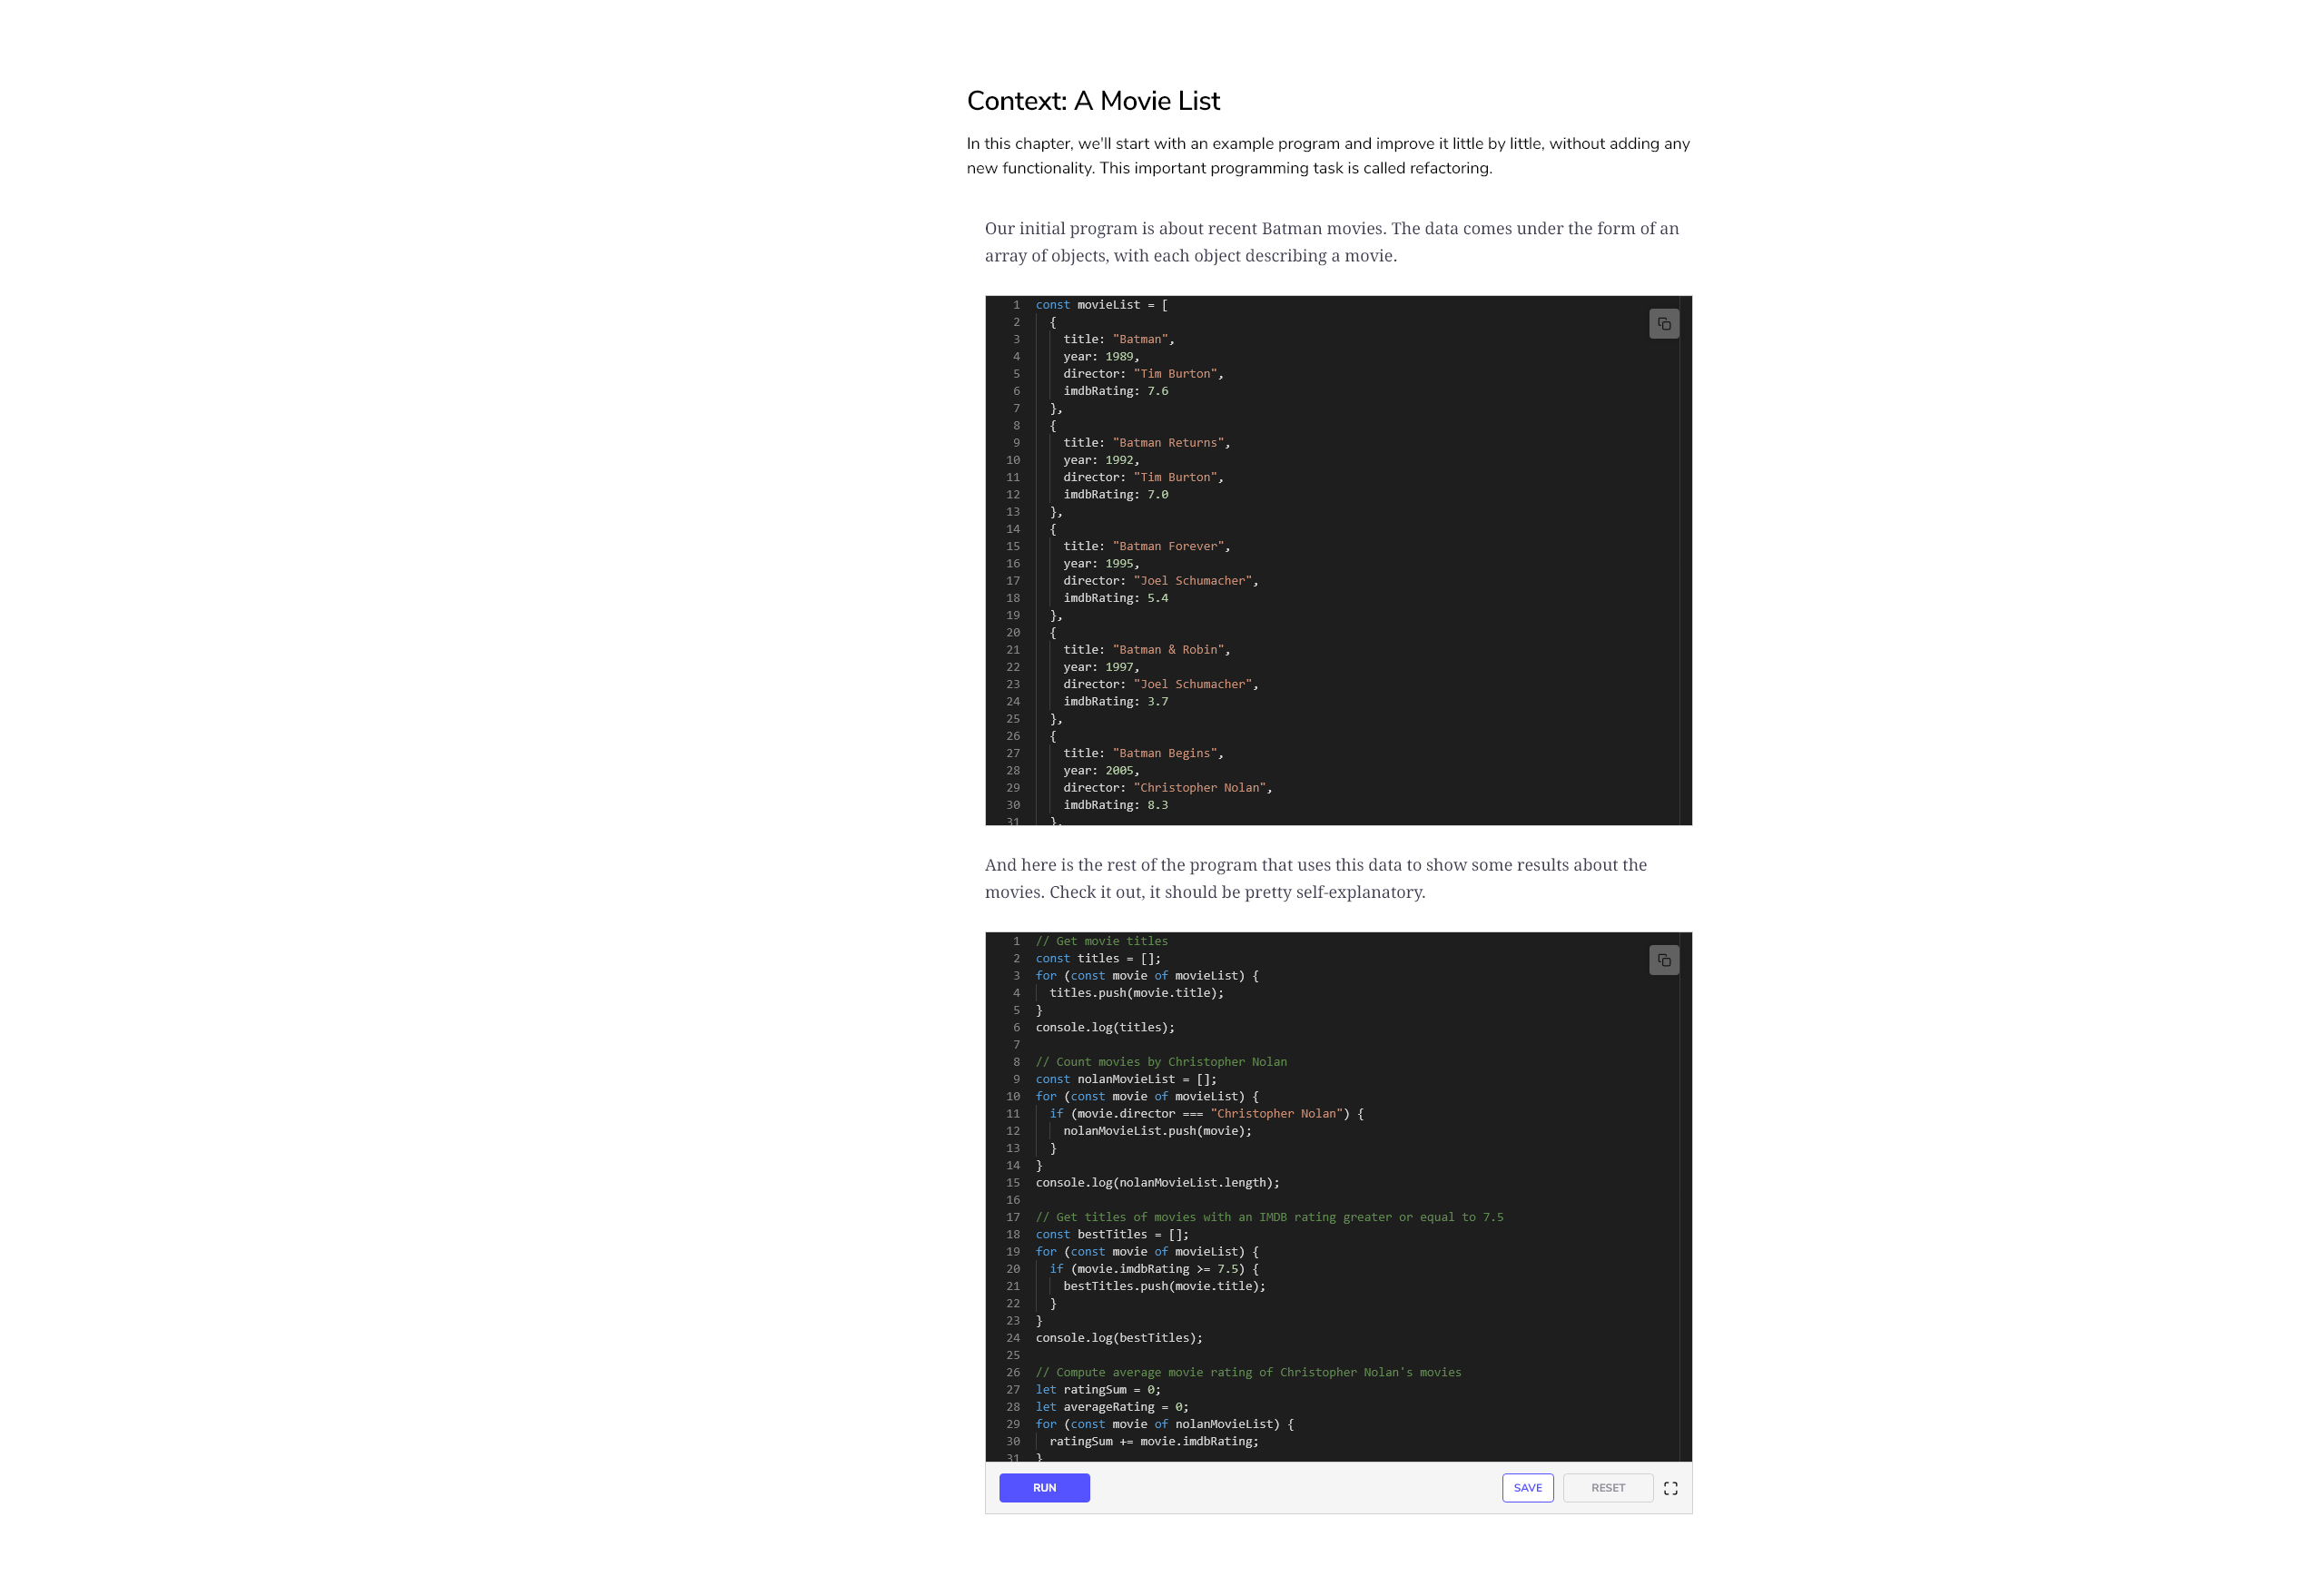 Context: A Movie List
In this chapter, we'll start with an example program and improve it little by little, without adding any
new functionality. This important programming task is called refactoring.
Our initial program is about recent Batman movies. The data comes under the form of an
array of objects, with each object describing a movie.
1 const movieList = [
2   {
3     title: "Batman",
4     year: 1989,
5     director: "Tim Burton",
6     imdbRating: 7.6
7   },
8   {
9     title: "Batman Returns",
10     year: 1992,
11     director: "Tim Burton",
12     imdbRating: 7.0
13   },
14   {
15     title: "Batman Forever",
16     year: 1995,
17     director: "Joel Schumacher",
18     imdbRating: 5.4
19   },
20   {
21     title: "Batman & Robin",
22     year: 1997,
23     director: "Joel Schumacher",
24     imdbRating: 3.7
25   },
26   {
27     title: "Batman Begins",
28     year: 2005,
29     director: "Christopher Nolan",
30     imdbRating: 8.3
31   },
And here is the rest of the program that uses this data to show some results about the
movies. Check it out, it should be pretty self-explanatory.
1 // Get movie titles
2 const titles = [];
3 for (const movie of movieList) {
4   titles.push(movie.title);
5 }
6 console.log(titles);
7
8 // Count movies by Christopher Nolan
9 const nolanMovieList = [];
10 for (const movie of movieList) {
11   if (movie.director === "Christopher Nolan") {
12     nolanMovieList.push(movie);
13   }
14 }
15 console.log(nolanMovieList.length);
16
17 // Get titles of movies with an IMDB rating greater or equal to 7.5
18 const bestTitles = [];
19 for (const movie of movieList) {
20   if (movie.imdbRating >= 7.5) {
21     bestTitles.push(movie.title);
22   }
23 }
24 console.log(bestTitles);
25
26 // Compute average movie rating of Christopher Nolan's movies
27 let ratingSum = 0;
28 let averageRating = 0;
29 for (const movie of nolanMovieList) {
30   ratingSum += movie.imdbRating;
31 }
RUN SAVE RESET